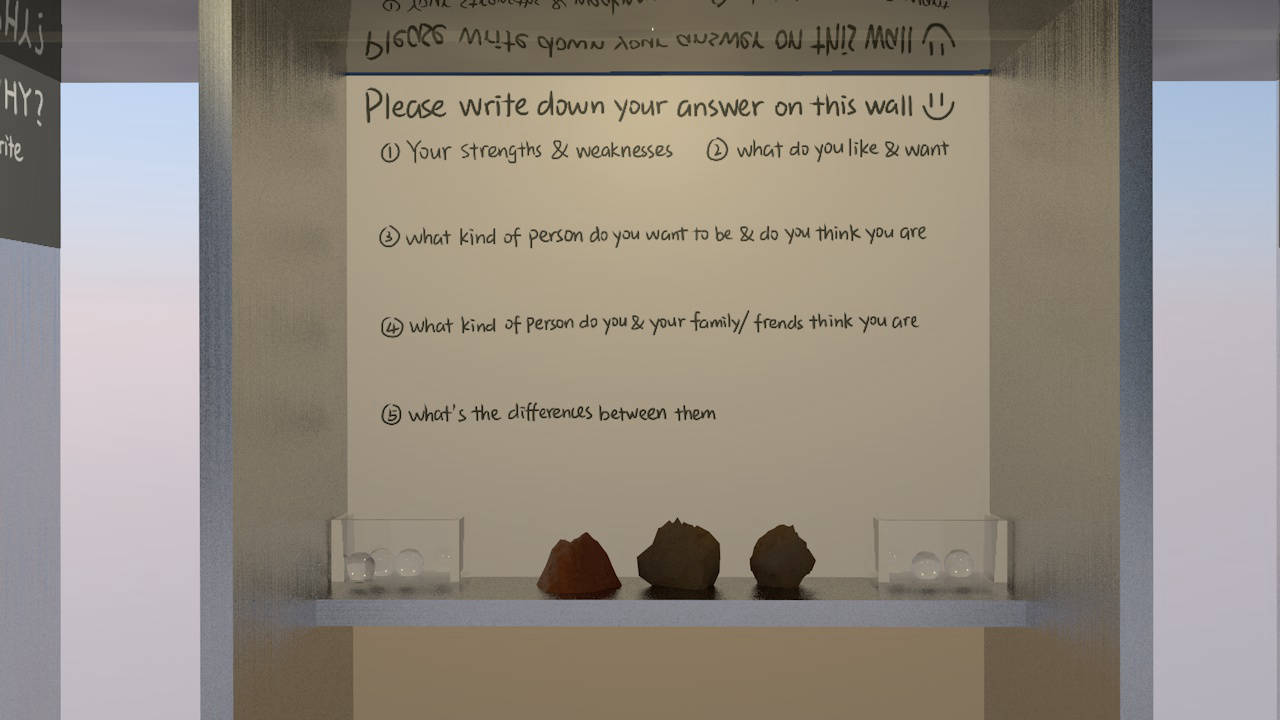 HY?
rite
Please write down your answer on this wall
① Your strengths & weaknesses ② what do you like & want
③ what kind of person do you want to be & do you think you are
④ what kind of person do you & your family/ frends think you are
⑤ what's the differences between them